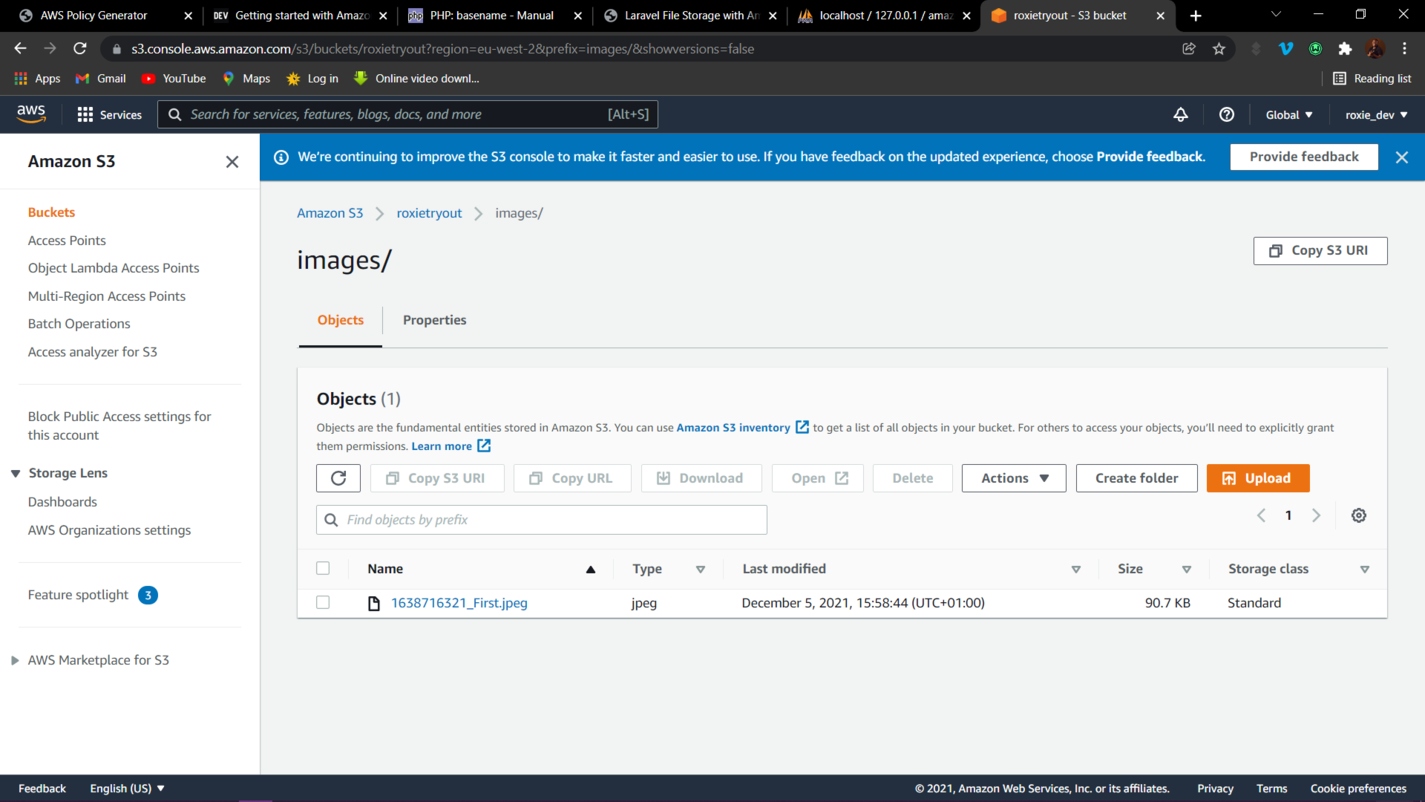 AWS Policy Generator
DEV Getting started with Amazo
php PHP: basename - Manual
Laravel File Storage with Am
localhost / 127.0.0.1 / amaz
roxietryout - S3 bucket
s3.console.aws.amazon.com/s3/buckets/roxietryout?region=eu-west-2&prefix=images/&showversions=false
Apps Gmail YouTube Maps Log in Online video downl... Reading list
aws Services Search for services, features, blogs, docs, and more [Alt+S] Global roxie_dev
Amazon S3
Buckets
Access Points
Object Lambda Access Points
Multi-Region Access Points
Batch Operations
Access analyzer for S3
Block Public Access settings for
this account
Storage Lens
Dashboards
AWS Organizations settings
Feature spotlight 3
AWS Marketplace for S3
We're continuing to improve the S3 console to make it faster and easier to use. If you have feedback on the updated experience, choose Provide feedback. Provide feedback
Amazon S3 roxietryout images/
images/
Copy S3 URI
Objects Properties
Objects (1)
Objects are the fundamental entities stored in Amazon S3. You can use Amazon S3 inventory to get a list of all objects in your bucket. For others to access your objects, you'll need to explicitly grant
them permissions. Learn more
Copy S3 URI Copy URL Download Open Delete Actions Create folder Upload
Find objects by prefix 1
Name Type Last modified Size Storage class
1638716321_First.jpeg jpeg December 5, 2021, 15:58:44 (UTC+01:00) 90.7 KB Standard
Feedback English (US) © 2021, Amazon Web Services, Inc. or its affiliates. Privacy Terms Cookie preferences